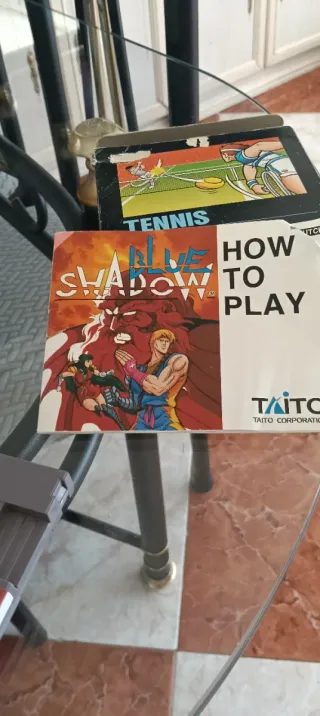 TENNIS
BLUE
SHADOW
HOW
TO
PLAY
TAITO
TAITO CORPORATION